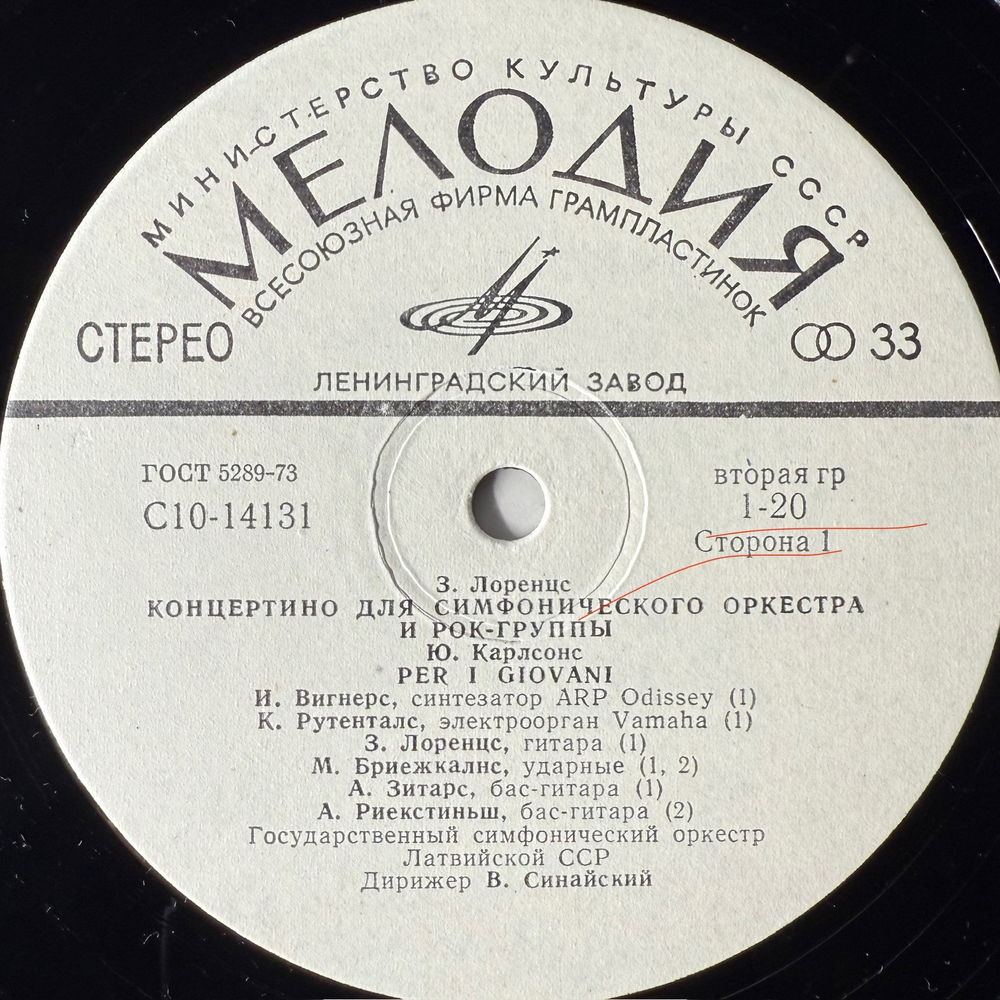 МИНИСТЕРСТВО КУЛЬТУРЫ СССР
МЕЛОДИЯ
ВСЕСОЮЗНАЯ ФИРМА ГРАМПЛАСТИНОК
СТЕРЕО
33
ЛЕНИНГРАДСКИЙ ЗАВОД
ГОСТ 5289-73
С10-14131
вторая гр
1-20
Сторона 1
З. Лоренцс
КОНЦЕРТИНО ДЛЯ СИМФОНИЧЕСКОГО ОРКЕСТРА
И РОК-ГРУППЫ
Ю. Карлсонс
PER I GIOVANI
И. Вигнерс, синтезатор ARP Odissey (1)
К. Рутенталс, электроорган Vamaha (1)
З. Лоренцс, гитара (1)
М. Бриежкалнс, ударные (1, 2)
А. Зитарс, бас-гитара (1)
А. Риекстиньш, бас-гитара (2)
Государственный симфонический оркестр
Латвийской ССР
Дирижер В. Синайский